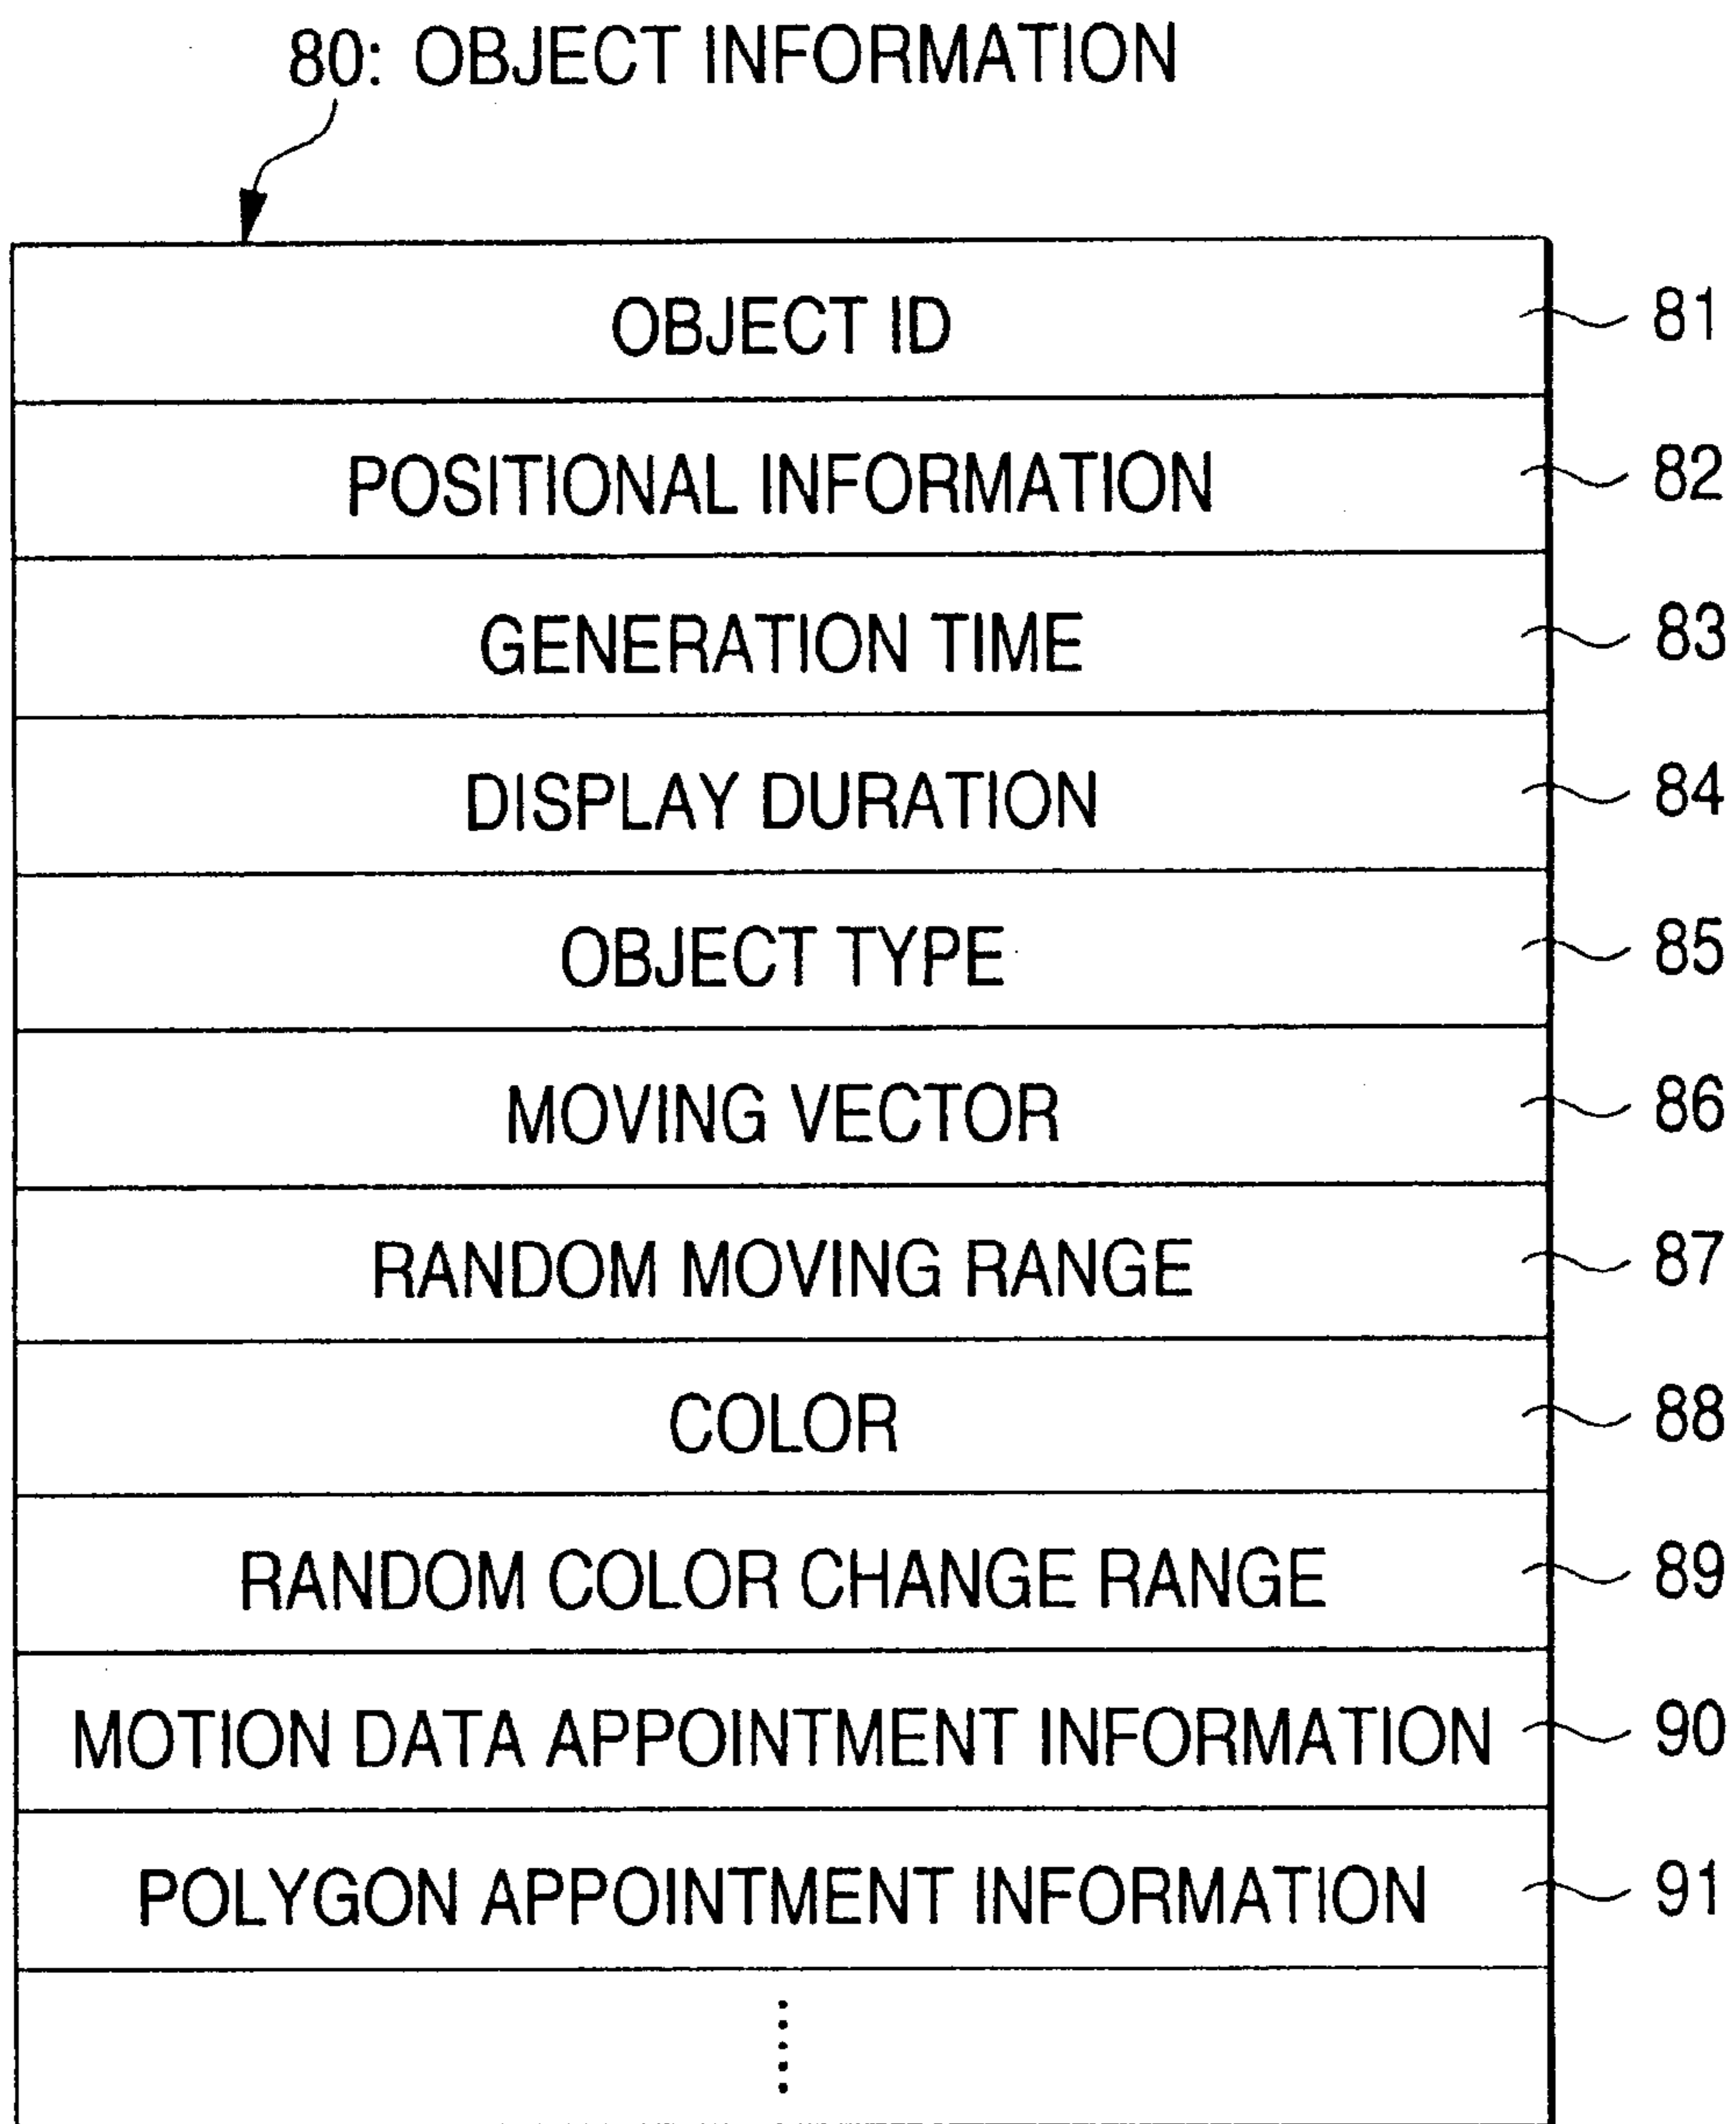 80: OBJECT INFORMATION
OBJECT ID 81
POSITIONAL INFORMATION 82
GENERATION TIME 83
DISPLAY DURATION 84
OBJECT TYPE 85
MOVING VECTOR 86
RANDOM MOVING RANGE 87
COLOR 88
RANDOM COLOR CHANGE RANGE 89
MOTION DATA APPOINTMENT INFORMATION 90
POLYGON APPOINTMENT INFORMATION 91